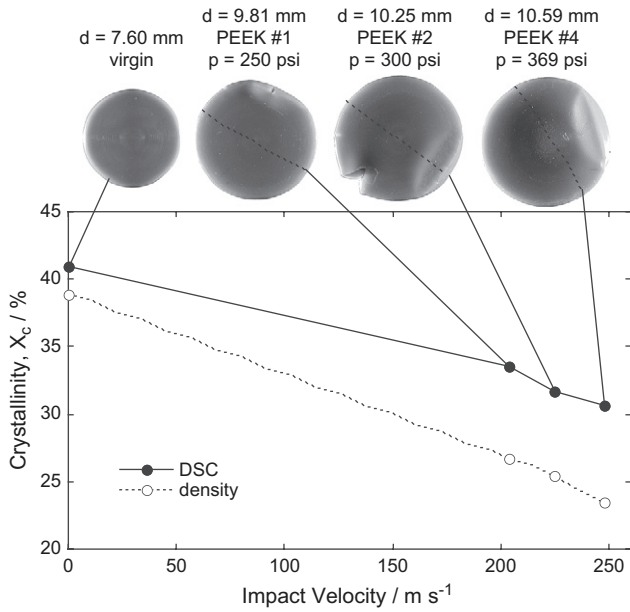 d = 7.60 mm
virgin
d = 9.81 mm
PEEK #1
p = 250 psi
d = 10.25 mm
PEEK #2
p = 300 psi
d = 10.59 mm
PEEK #4
p = 369 psi
45
40
35
30
25
20
Crystallinity, X_c / %
DSC
density
0
50
100
150
200
250
Impact Velocity / m s⁻¹